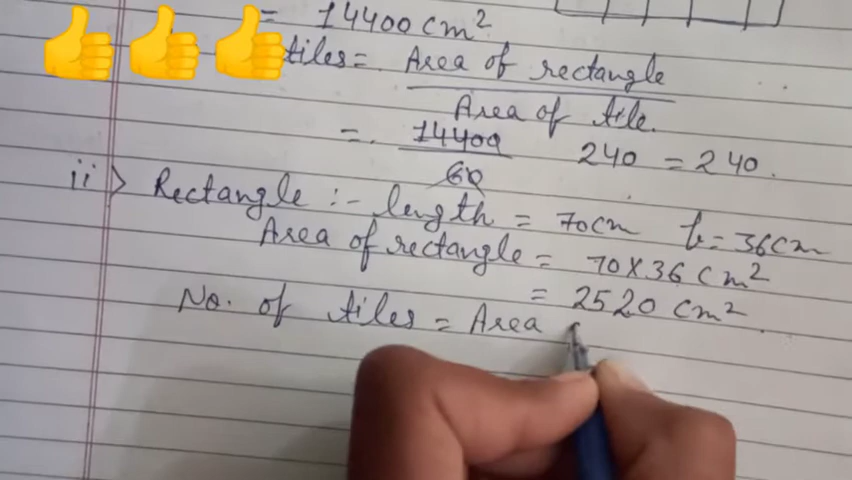 = 14400 cm²
tiles = Area of rectangle
Area of tile.
= 14400 240 = 240.
60
ii > Rectangle :- length = 70cm b = 36cm
Area of rectangle = 70 x 36 cm²
= 2520 cm²
No. of tiles = Area